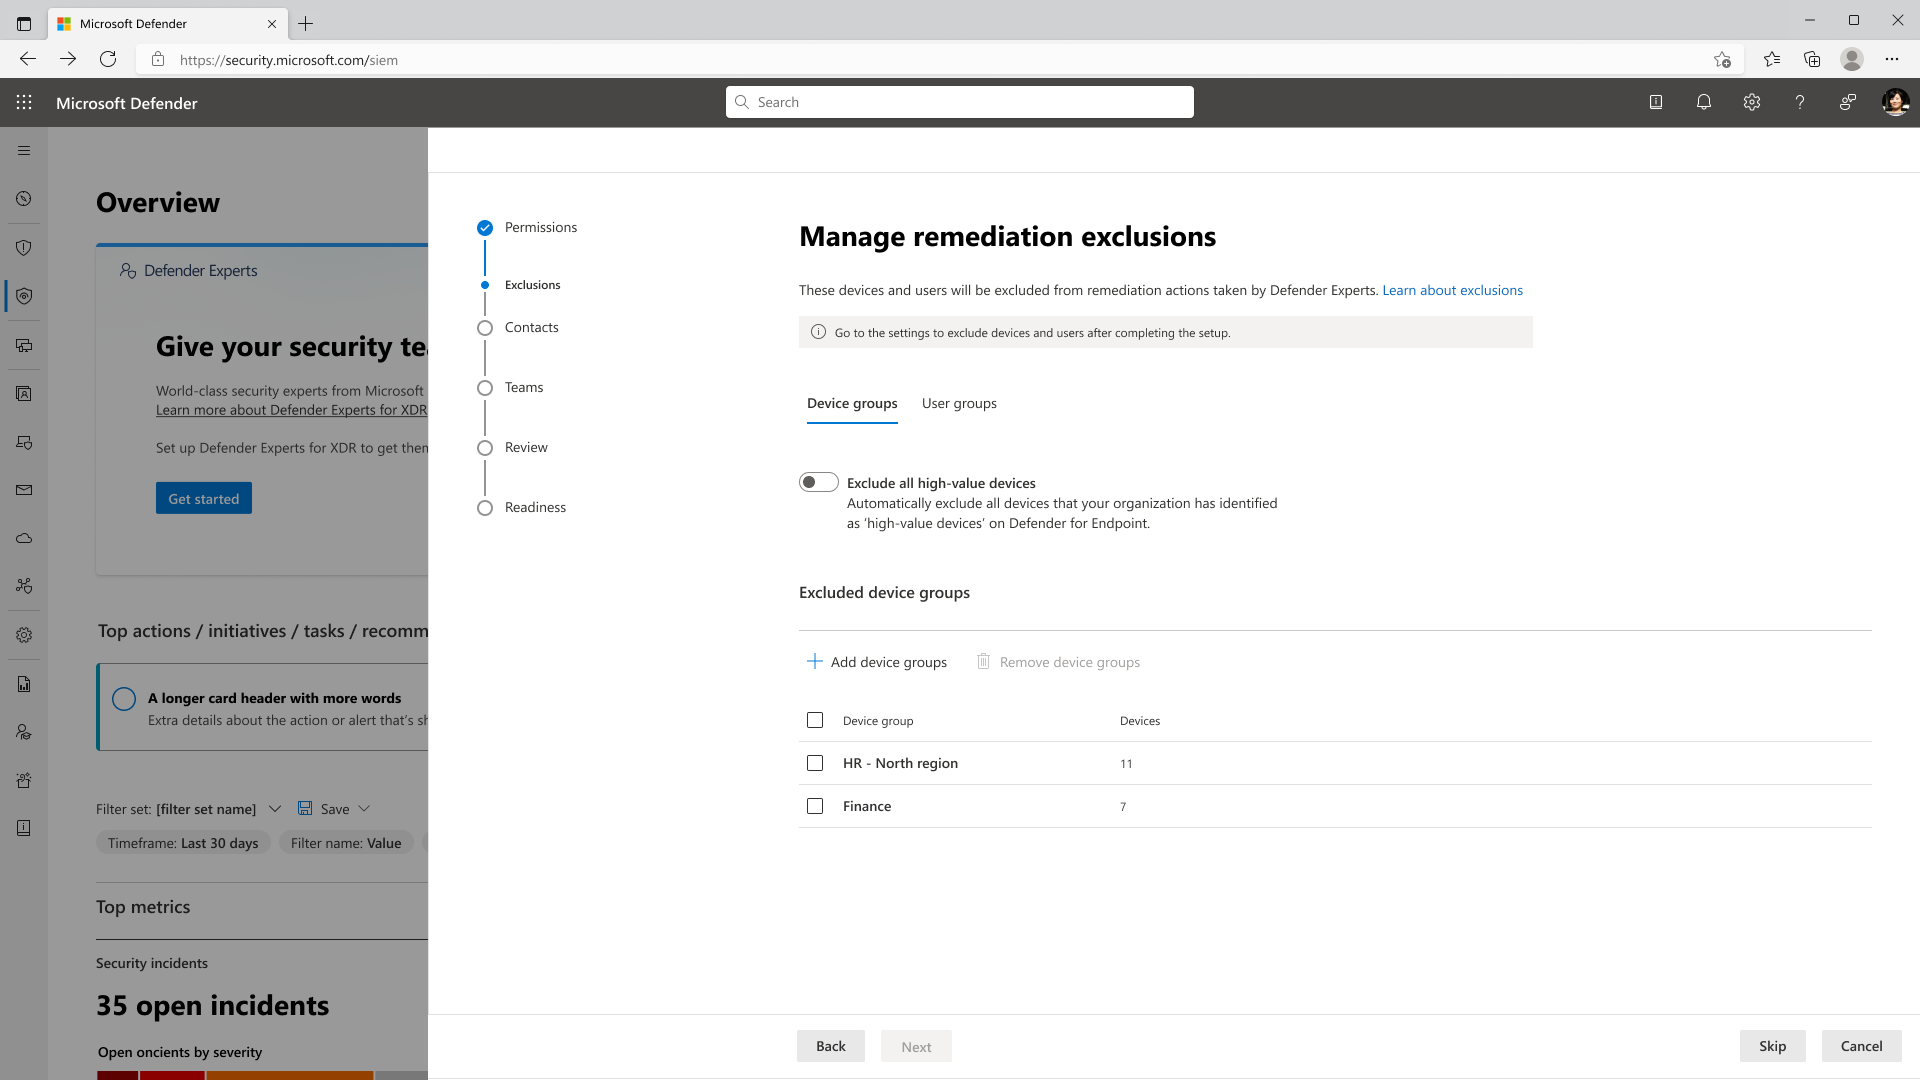 Microsoft Defender
https://security.microsoft.com/siem
Microsoft Defender
Search
Overview
Defender Experts
Give your security te
World-class security experts from Microsoft
Learn more about Defender Experts for XDR
Set up Defender Experts for XDR to get them
Get started
Top actions / initiatives / tasks / recomm
A longer card header with more words
Extra details about the action or alert that's sh
Filter set: [filter set name]
Save
Timeframe: Last 30 days
Filter name: Value
Top metrics
Security incidents
35 open incidents
Open oncients by severity
Permissions
Exclusions
Contacts
Teams
Review
Readiness
Manage remediation exclusions
These devices and users will be excluded from remediation actions taken by Defender Experts. Learn about exclusions
Go to the settings to exclude devices and users after completing the setup.
Device groups
User groups
Exclude all high-value devices
Automatically exclude all devices that your organization has identified
as ‘high-value devices’ on Defender for Endpoint.
Excluded device groups
Add device groups
Remove device groups
Device group Devices
HR - North region 11
Finance 7
Back
Next
Skip
Cancel